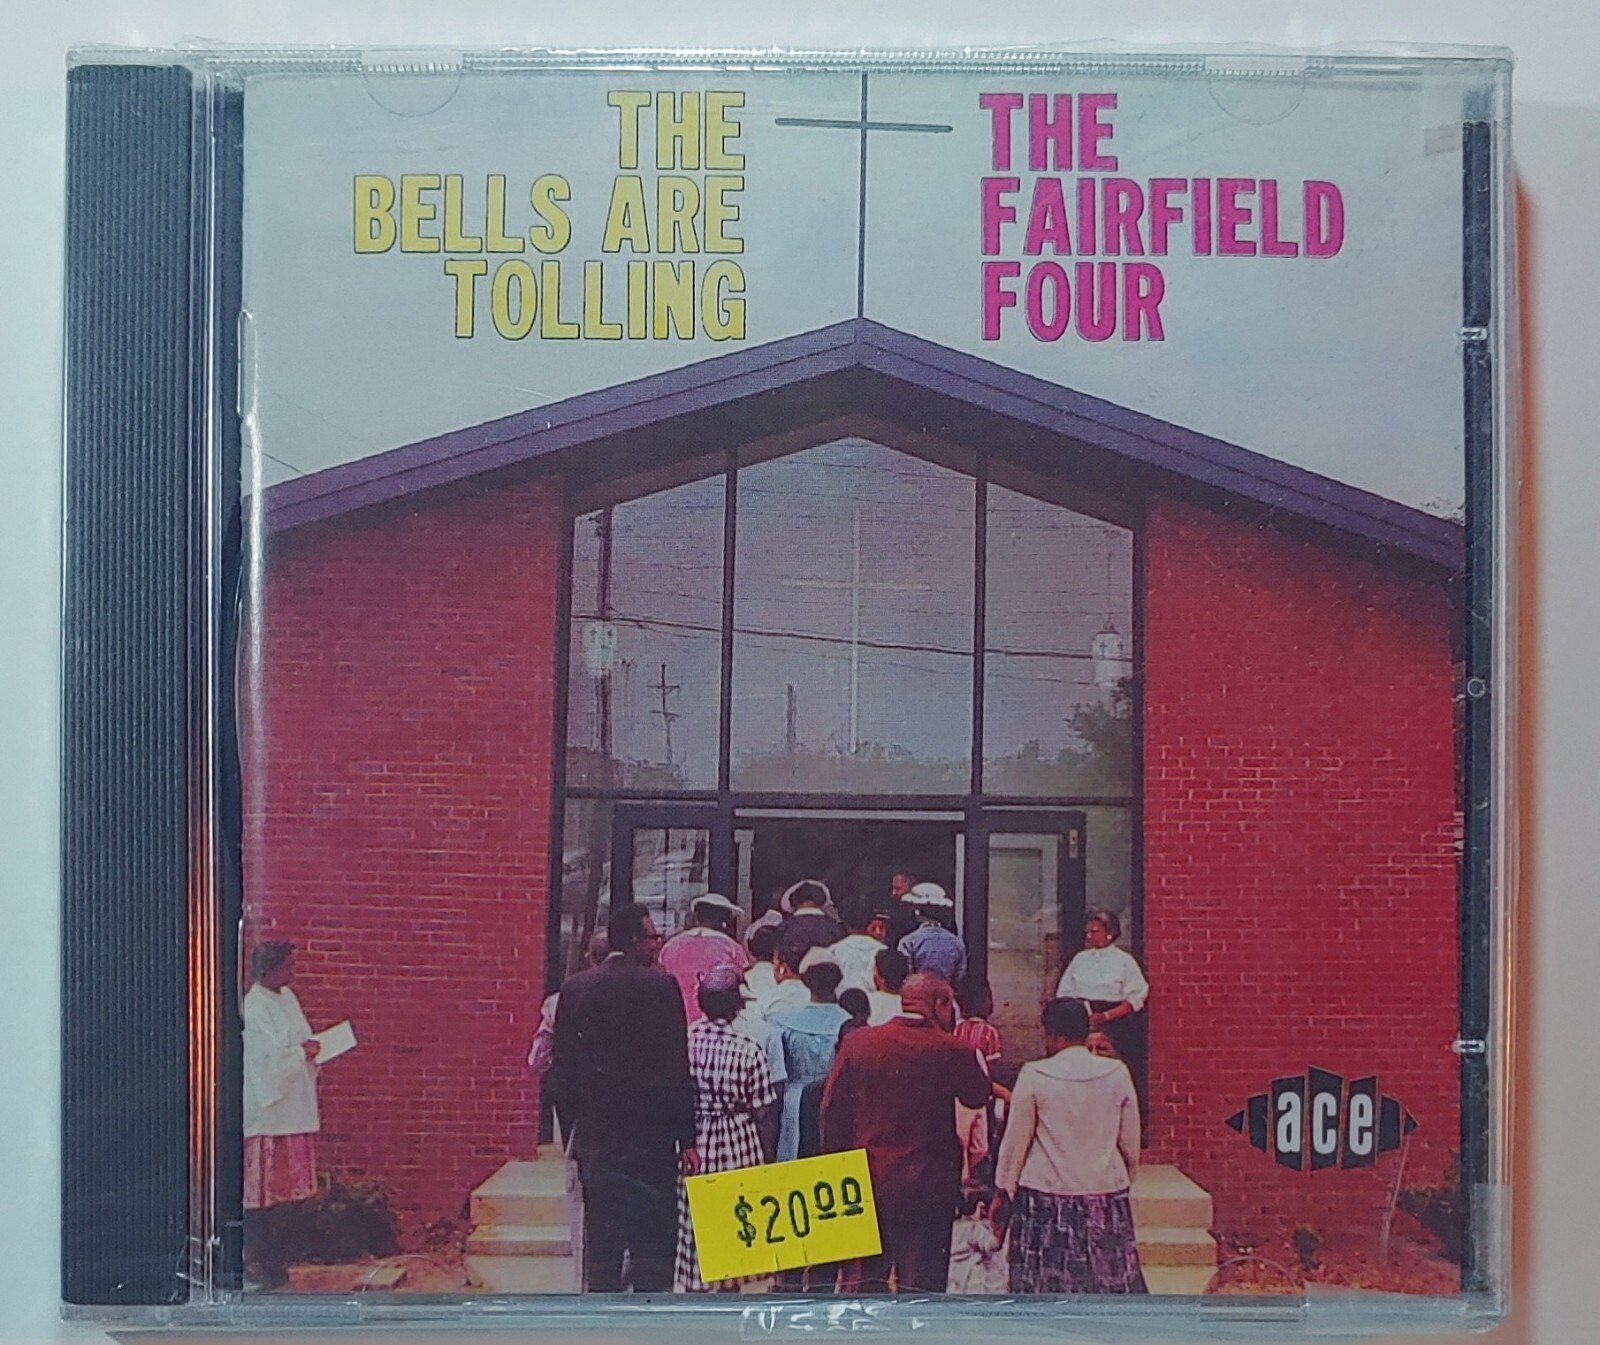 THE
BELLS ARE
TOLLING
THE
FAIRFIELD
FOUR
ace
$20.00